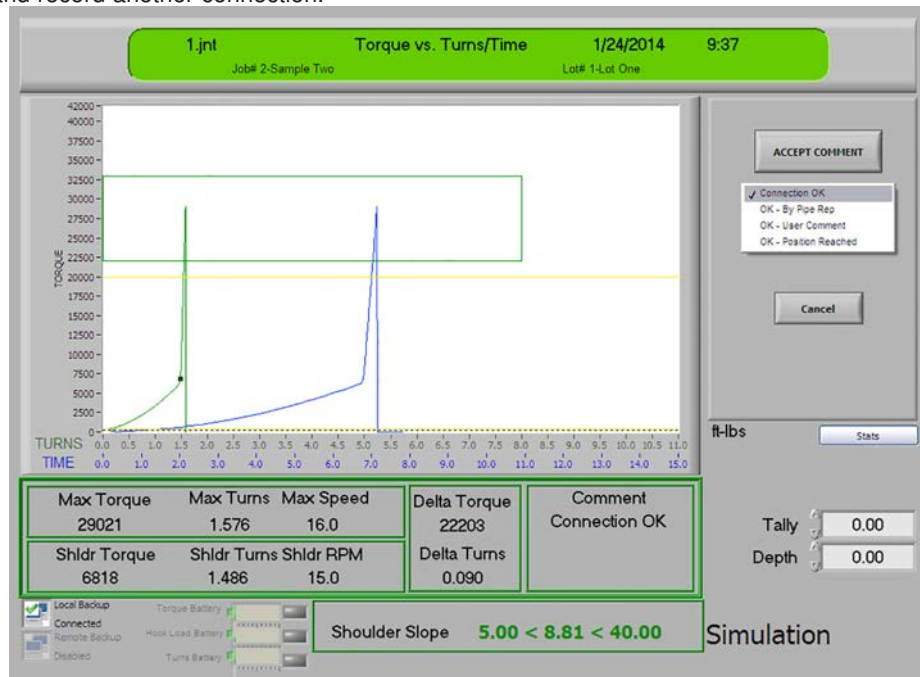 and record another connection.
1.jnt Torque vs. Turns/Time 1/24/2014 9:37
Job# 2-Sample Two Lot# 1-Lot One
42000
40000
37500
35000
32500
30000
27500
25000
22500
20000
17500
15000
12500
10000
7500
5000
2500
0
TORQUE
TURNS 0.0 0.5 1.0 1.5 2.0 2.5 3.0 3.5 4.0 4.5 5.0 5.5 6.0 6.5 7.0 7.5 8.0 8.5 9.0 9.5 10.0 10.5 11.0
TIME 0.0 1.0 2.0 3.0 4.0 5.0 6.0 7.0 8.0 9.0 10.0 11.0 12.0 13.0 14.0 15.0
ACCEPT COMMENT
✓ Connection OK
OK - By Pipe Rep
OK - User Comment
OK - Position Reached
Cancel
ft-lbs
Stats
Max Torque Max Turns Max Speed
29021 1.576 16.0
Shldr Torque Shldr Turns Shldr RPM
6818 1.486 15.0
Delta Torque
22203
Delta Turns
0.090
Comment
Connection OK
Tally 0.00
Depth 0.00
Local Backup
Connected
Remote Backup
Disabled
Torque Battery
Hook Load Battery
Turns Battery
Shoulder Slope 5.00 < 8.81 < 40.00
Simulation